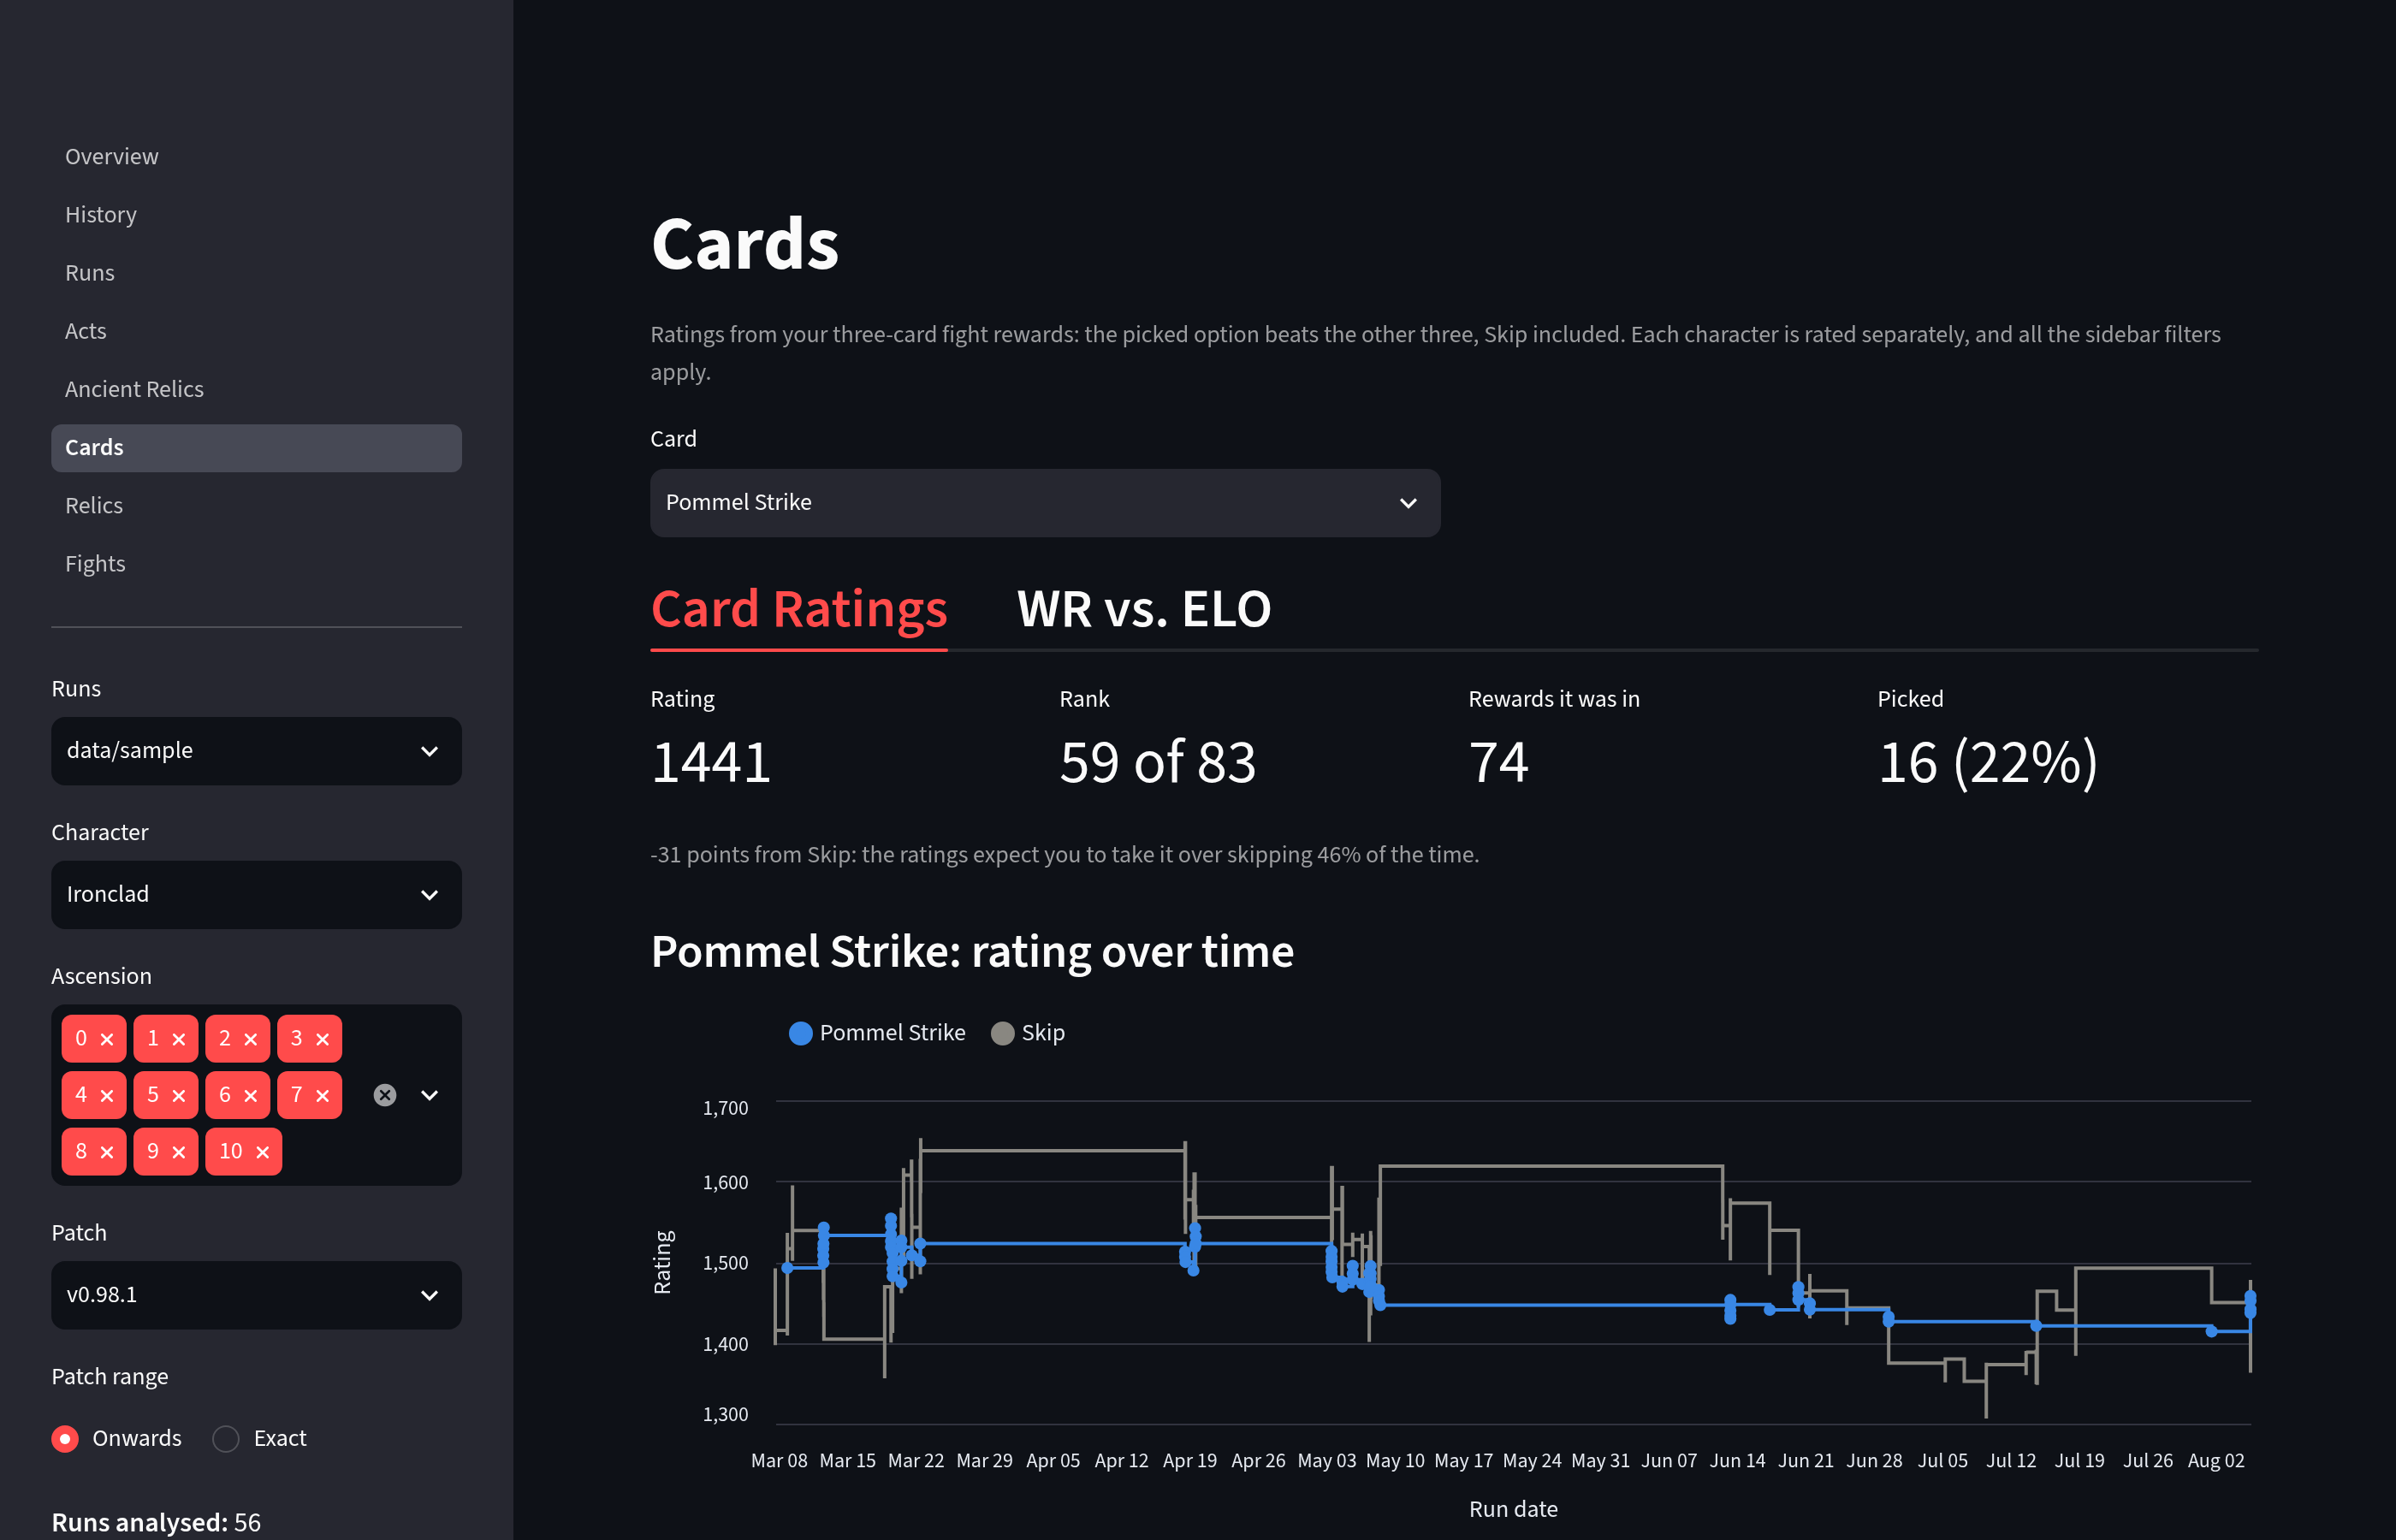 Overview
History
Runs
Acts
Ancient Relics
Cards
Relics
Fights
Runs
data/sample
Character
Ironclad
Ascension
0 1 2 3
4 5 6 7
8 9 10
Patch
v0.98.1
Patch range
Onwards Exact
Runs analysed: 56
Cards
Ratings from your three-card fight rewards: the picked option beats the other three, Skip included. Each character is rated separately, and all the sidebar filters
apply.
Card
Pommel Strike
Card Ratings WR vs. ELO
Rating Rank Rewards it was in Picked
1441 59 of 83 74 16 (22%)
-31 points from Skip: the ratings expect you to take it over skipping 46% of the time.
Pommel Strike: rating over time
Pommel Strike Skip
1,700
1,600
1,500
1,400
1,300
Rating
Mar 08 Mar 15 Mar 22 Mar 29 Apr 05 Apr 12 Apr 19 Apr 26 May 03 May 10 May 17 May 24 May 31 Jun 07 Jun 14 Jun 21 Jun 28 Jul 05 Jul 12 Jul 19 Jul 26 Aug 02
Run date